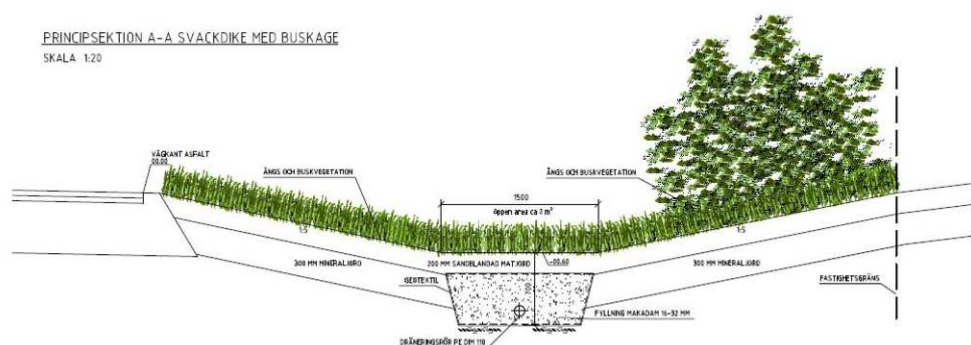 PRINCIPSEKTION A-A SVACKDIKE MED BUSKAGE
SKALA 1:20
VÄGKANT ASFALT
00.00
ÄNGS OCH BUSKVEGETATION
ÄNGS OCH BUSKVEGETATION
1500
öppen area ca 2 m²
1:5
1:5
300 MM MINERALJORD
200 MM SANDBLANDAD MATJORD
-00.60
300 MM MINERALJORD
GEOTEXTIL
700
FASTIGHETSGRÄNS
FYLLNING MAKADAM 16-32 MM
DRÄNERINGSRÖR PE DIM 110